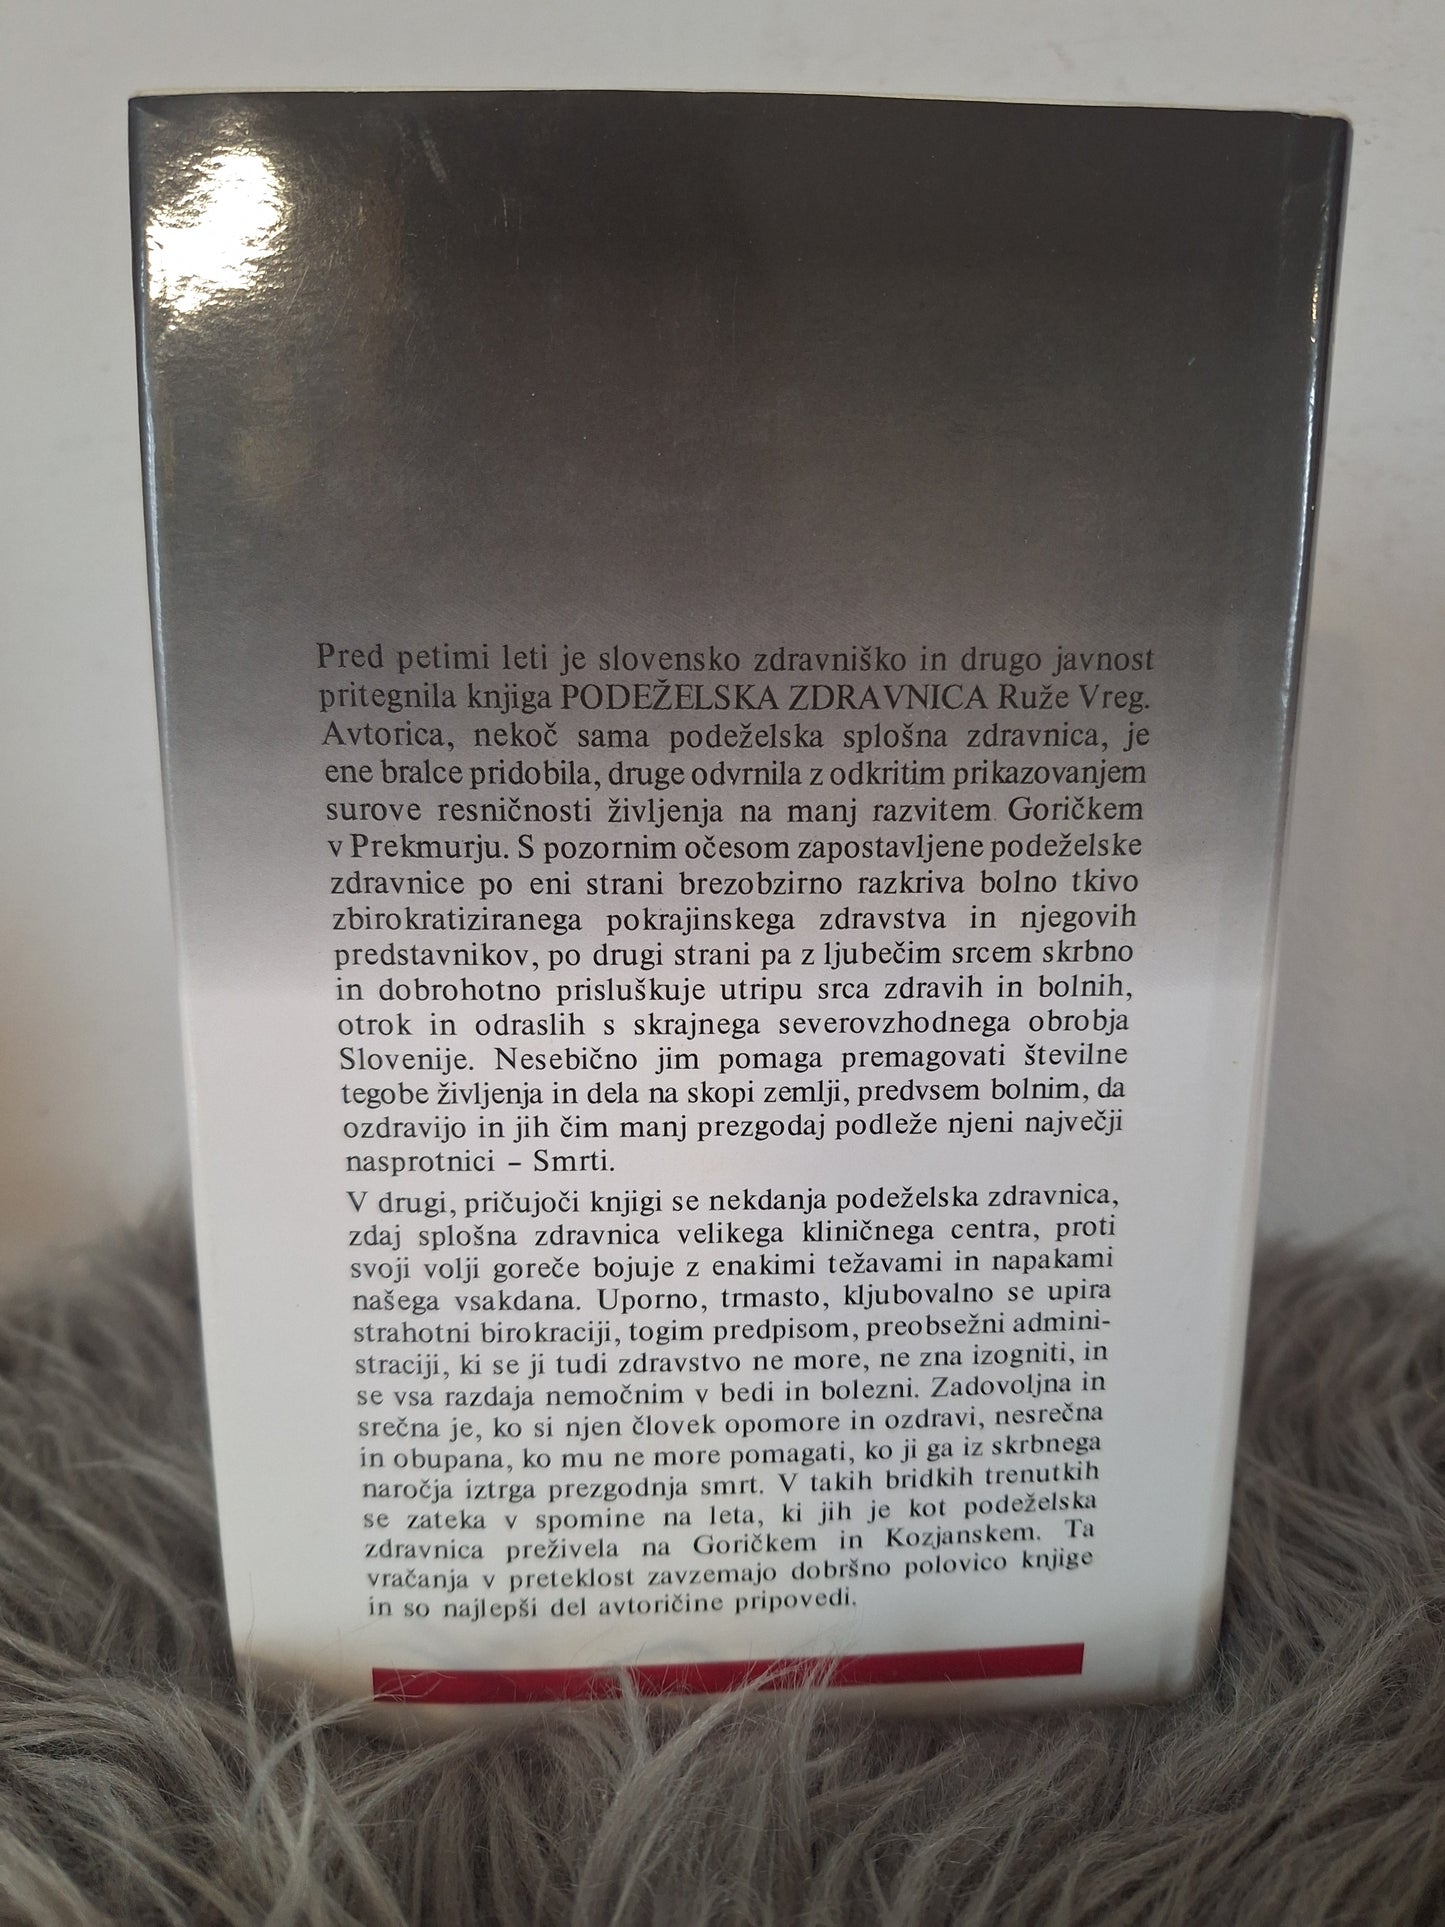 Pred petimi leti je slovensko zdravniško in drugo javnost
pritegnila knjiga PODEŽELSKA ZDRAVNICA Ruže Vreg.
Avtorica, nekoč sama podeželska splošna zdravnica, je
ene bralce pridobila, druge odvrnila z odkritim prikazovanjem
surove resničnosti življenja na manj razvitem Goričkem
v Prekmurju. S pozornim očesom zapostavljene podeželske
zdravnice po eni strani brezobzirno razkriva bolno tkivo
zbirokratiziranega pokrajinskega zdravstva in njegovih
predstavnikov, po drugi strani pa z ljubečim srcem skrbno
in dobrohotno prisluškuje utripu srca zdravih in bolnih,
otrok in odraslih s skrajnega severovzhodnega obrobja
Slovenije. Nesebično jim pomaga premagovati številne
tegobe življenja in dela na skopi zemlji, predvsem bolnim, da
ozdravijo in jih čim manj prezgodaj podleže njeni največji
nasprotnici – Smrti.
V drugi, pričujoči knjigi se nekdanja podeželska zdravnica,
zdaj splošna zdravnica velikega kliničnega centra, proti
svoji volji goreče bojuje z enakimi težavami in napakami
našega vsakdana. Uporno, trmasto, kljubovalno se upira
strahotni birokraciji, togim predpisom, preobsežni admini-
straciji, ki se ji tudi zdravstvo ne more, ne zna izogniti, in
se vsa razdaja nemočnim v bedi in bolezni. Zadovoljna in
srečna je, ko si njen človek opomore in ozdravi, nesrečna
in obupana, ko mu ne more pomagati, ko ji ga iz skrbnega
naročja iztrga prezgodnja smrt. V takih bridkih trenutkih
se zateka v spomine na leta, ki jih je kot podeželska
zdravnica preživela na Goričkem in Kozjanskem. Ta
vračanja v preteklost zavzemajo dobršno polovico knjige
in so najlepši del avtoričine pripovedi.